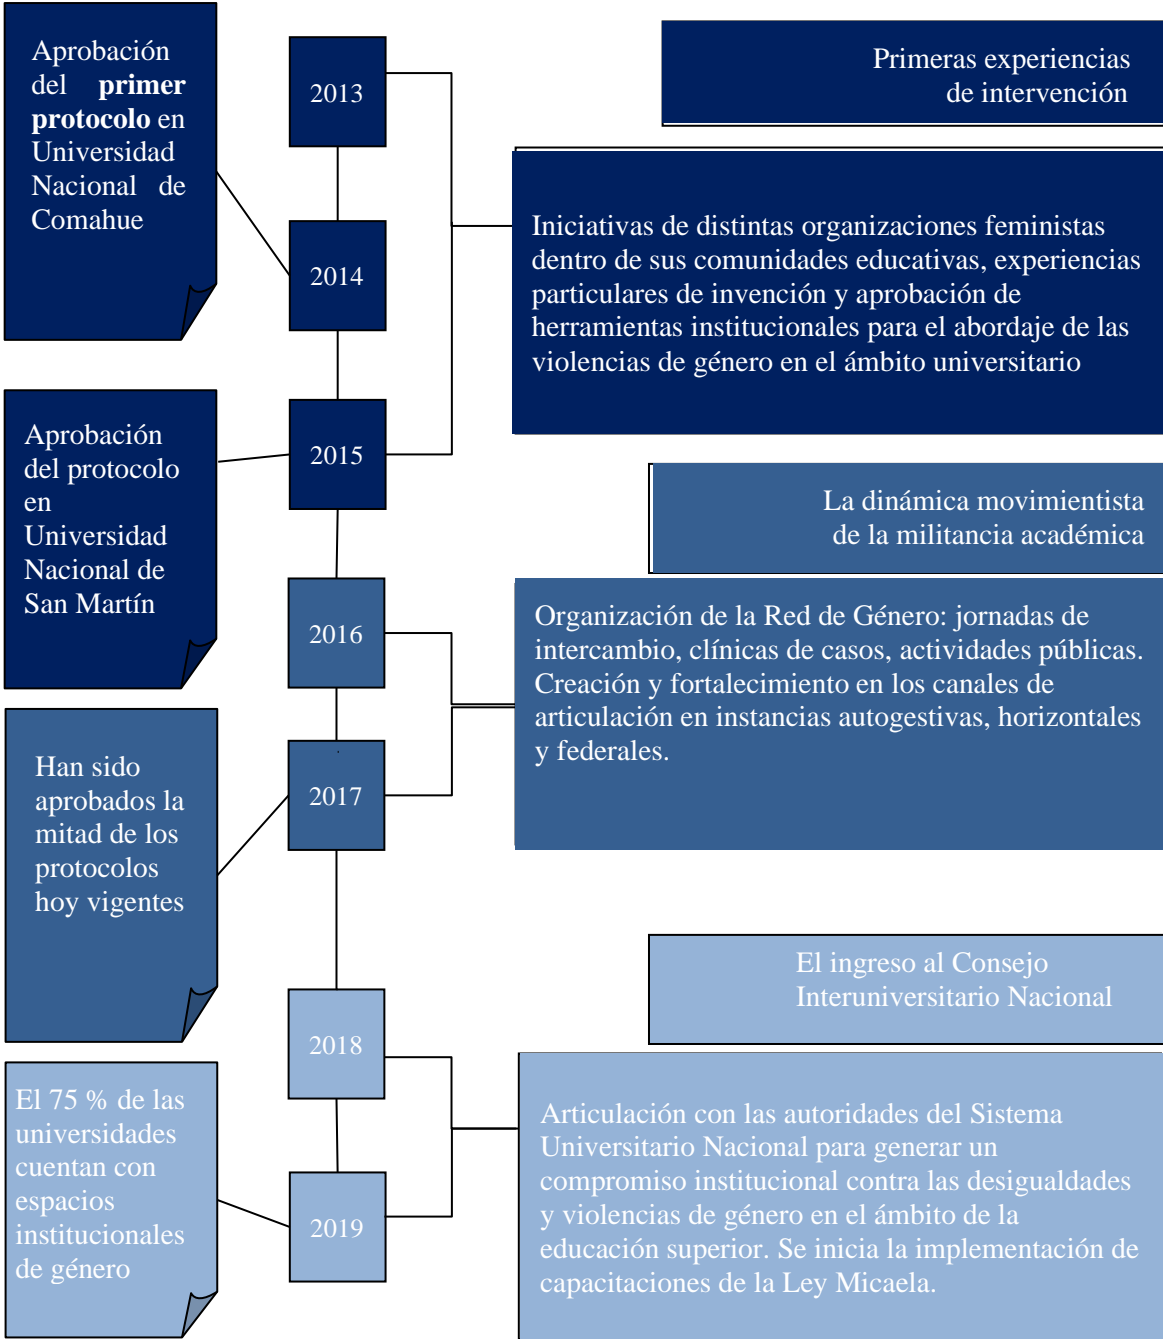 Aprobación
del primer
protocolo en
Universidad
Nacional de
Comahue
2013
Primeras experiencias
de intervención
2014
Iniciativas de distintas organizaciones feministas
dentro de sus comunidades educativas, experiencias
particulares de invención y aprobación de
herramientas institucionales para el abordaje de las
violencias de género en el ámbito universitario
Aprobación
del protocolo
en
Universidad
Nacional de
San Martín
2015
La dinámica movimientista
de la militancia académica
2016
Organización de la Red de Género: jornadas de
intercambio, clínicas de casos, actividades públicas.
Creación y fortalecimiento en los canales de
articulación en instancias autogestivas, horizontales
y federales.
Han sido
aprobados la
mitad de los
protocolos
hoy vigentes
2017
El ingreso al Consejo
Interuniversitario Nacional
2018
El 75 % de las
universidades
cuentan con
espacios
institucionales
de género
2019
Articulación con las autoridades del Sistema
Universitario Nacional para generar un
compromiso institucional contra las desigualdades
y violencias de género en el ámbito de la
educación superior. Se inicia la implementación de
capacitaciones de la Ley Micaela.